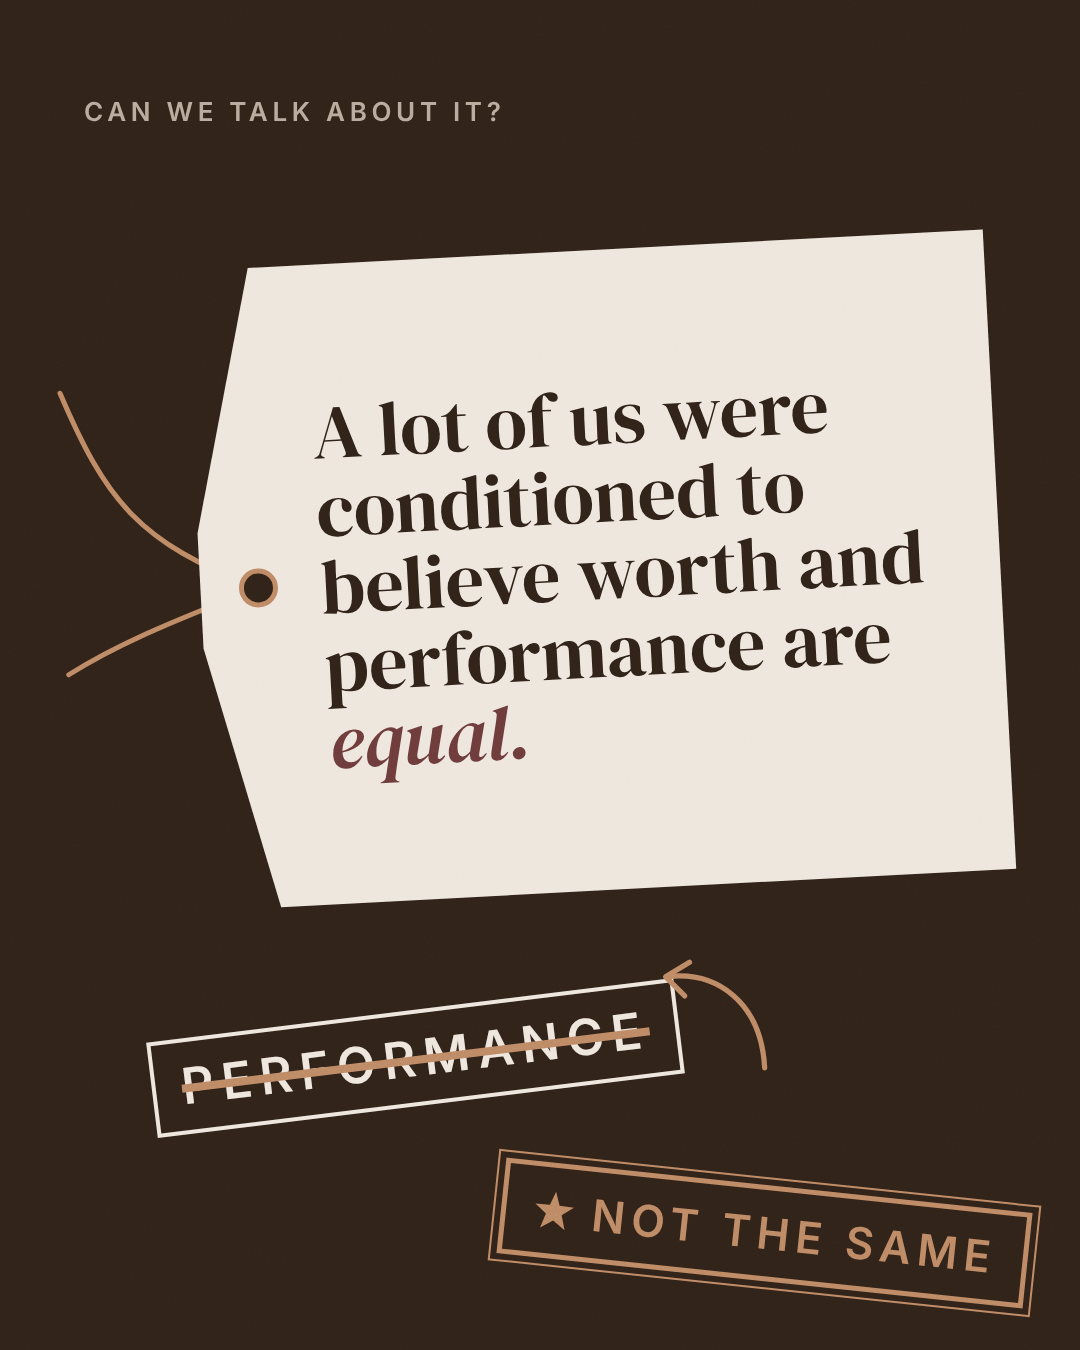 CAN WE TALK ABOUT IT?
A lot of us were
conditioned to
believe worth and
performance are
equal.
PERFORMANCE
★ NOT THE SAME